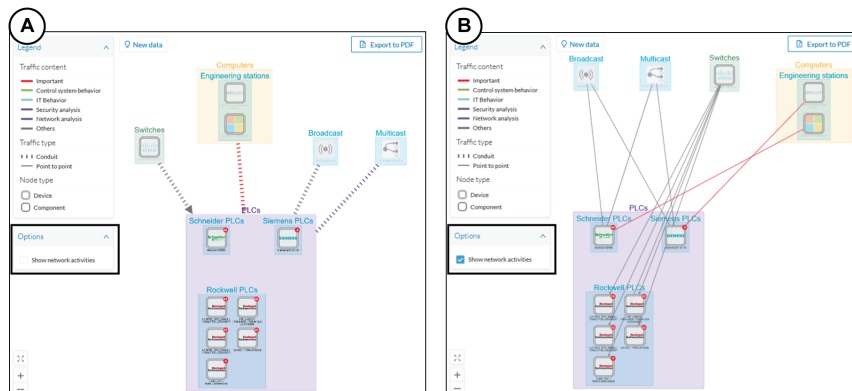 A
Legend
New data
Export to PDF
Traffic content
Important
Control system behavior
IT Behavior
Security analysis
Network analysis
Others
Traffic type
Conduit
Point to point
Node type
Device
Component
Options
Show network activities
Computers
Engineering stations
Switches
Broadcast
Multicast
PLCs
Schneider PLCs
Siemens PLCs
Schneider
SIEMENS
Rockwell PLCs
B
Legend
New data
Export to PDF
Traffic content
Important
Control system behavior
IT Behavior
Security analysis
Network analysis
Others
Traffic type
Conduit
Point to point
Node type
Device
Component
Options
Show network activities
Broadcast
Multicast
Switches
Computers
Engineering stations
PLCs
Schneider PLCs
Siemens PLCs
Schneider
SIEMENS
Rockwell PLCs